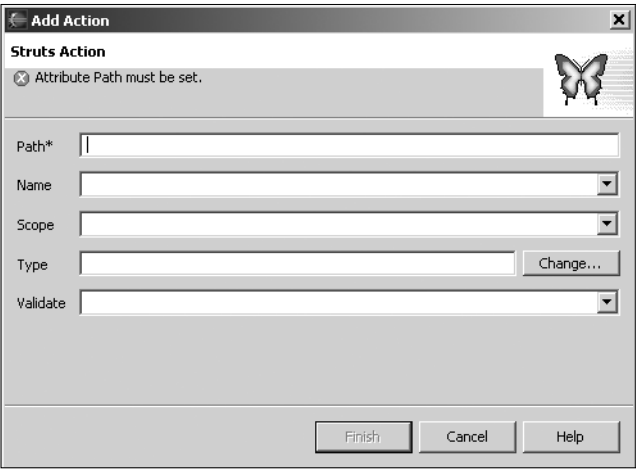 Add Action
Struts Action
Attribute Path must be set.
Path*
Name
Scope
Type
Change...
Validate
Finish
Cancel
Help